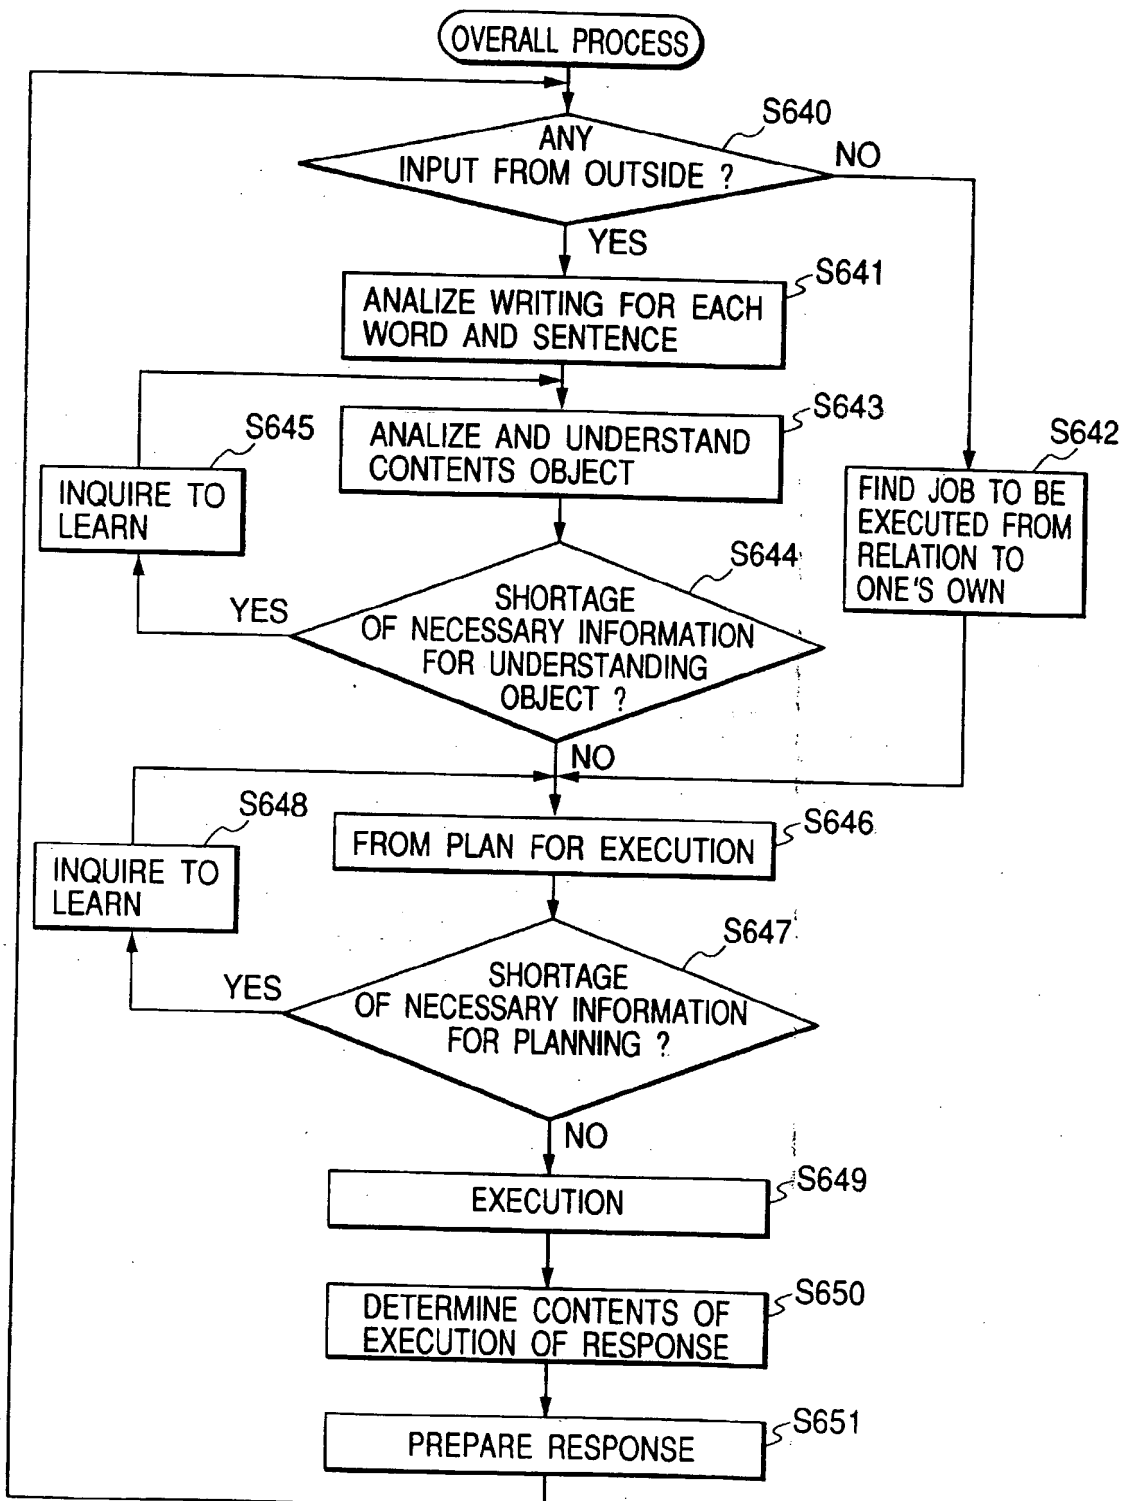 OVERALL PROCESS
S640
ANY
INPUT FROM OUTSIDE ?
NO
YES
S641
ANALIZE WRITING FOR EACH
WORD AND SENTENCE
S643
ANALIZE AND UNDERSTAND
CONTENTS OBJECT
S645
INQUIRE TO
LEARN
S642
FIND JOB TO BE
EXECUTED FROM
RELATION TO
ONE'S OWN
S644
YES
SHORTAGE
OF NECESSARY INFORMATION
FOR UNDERSTANDING
OBJECT ?
NO
S648
INQUIRE TO
LEARN
S646
FROM PLAN FOR EXECUTION
S647
YES
SHORTAGE
OF NECESSARY INFORMATION
FOR PLANNING ?
NO
S649
EXECUTION
S650
DETERMINE CONTENTS OF
EXECUTION OF RESPONSE
S651
PREPARE RESPONSE